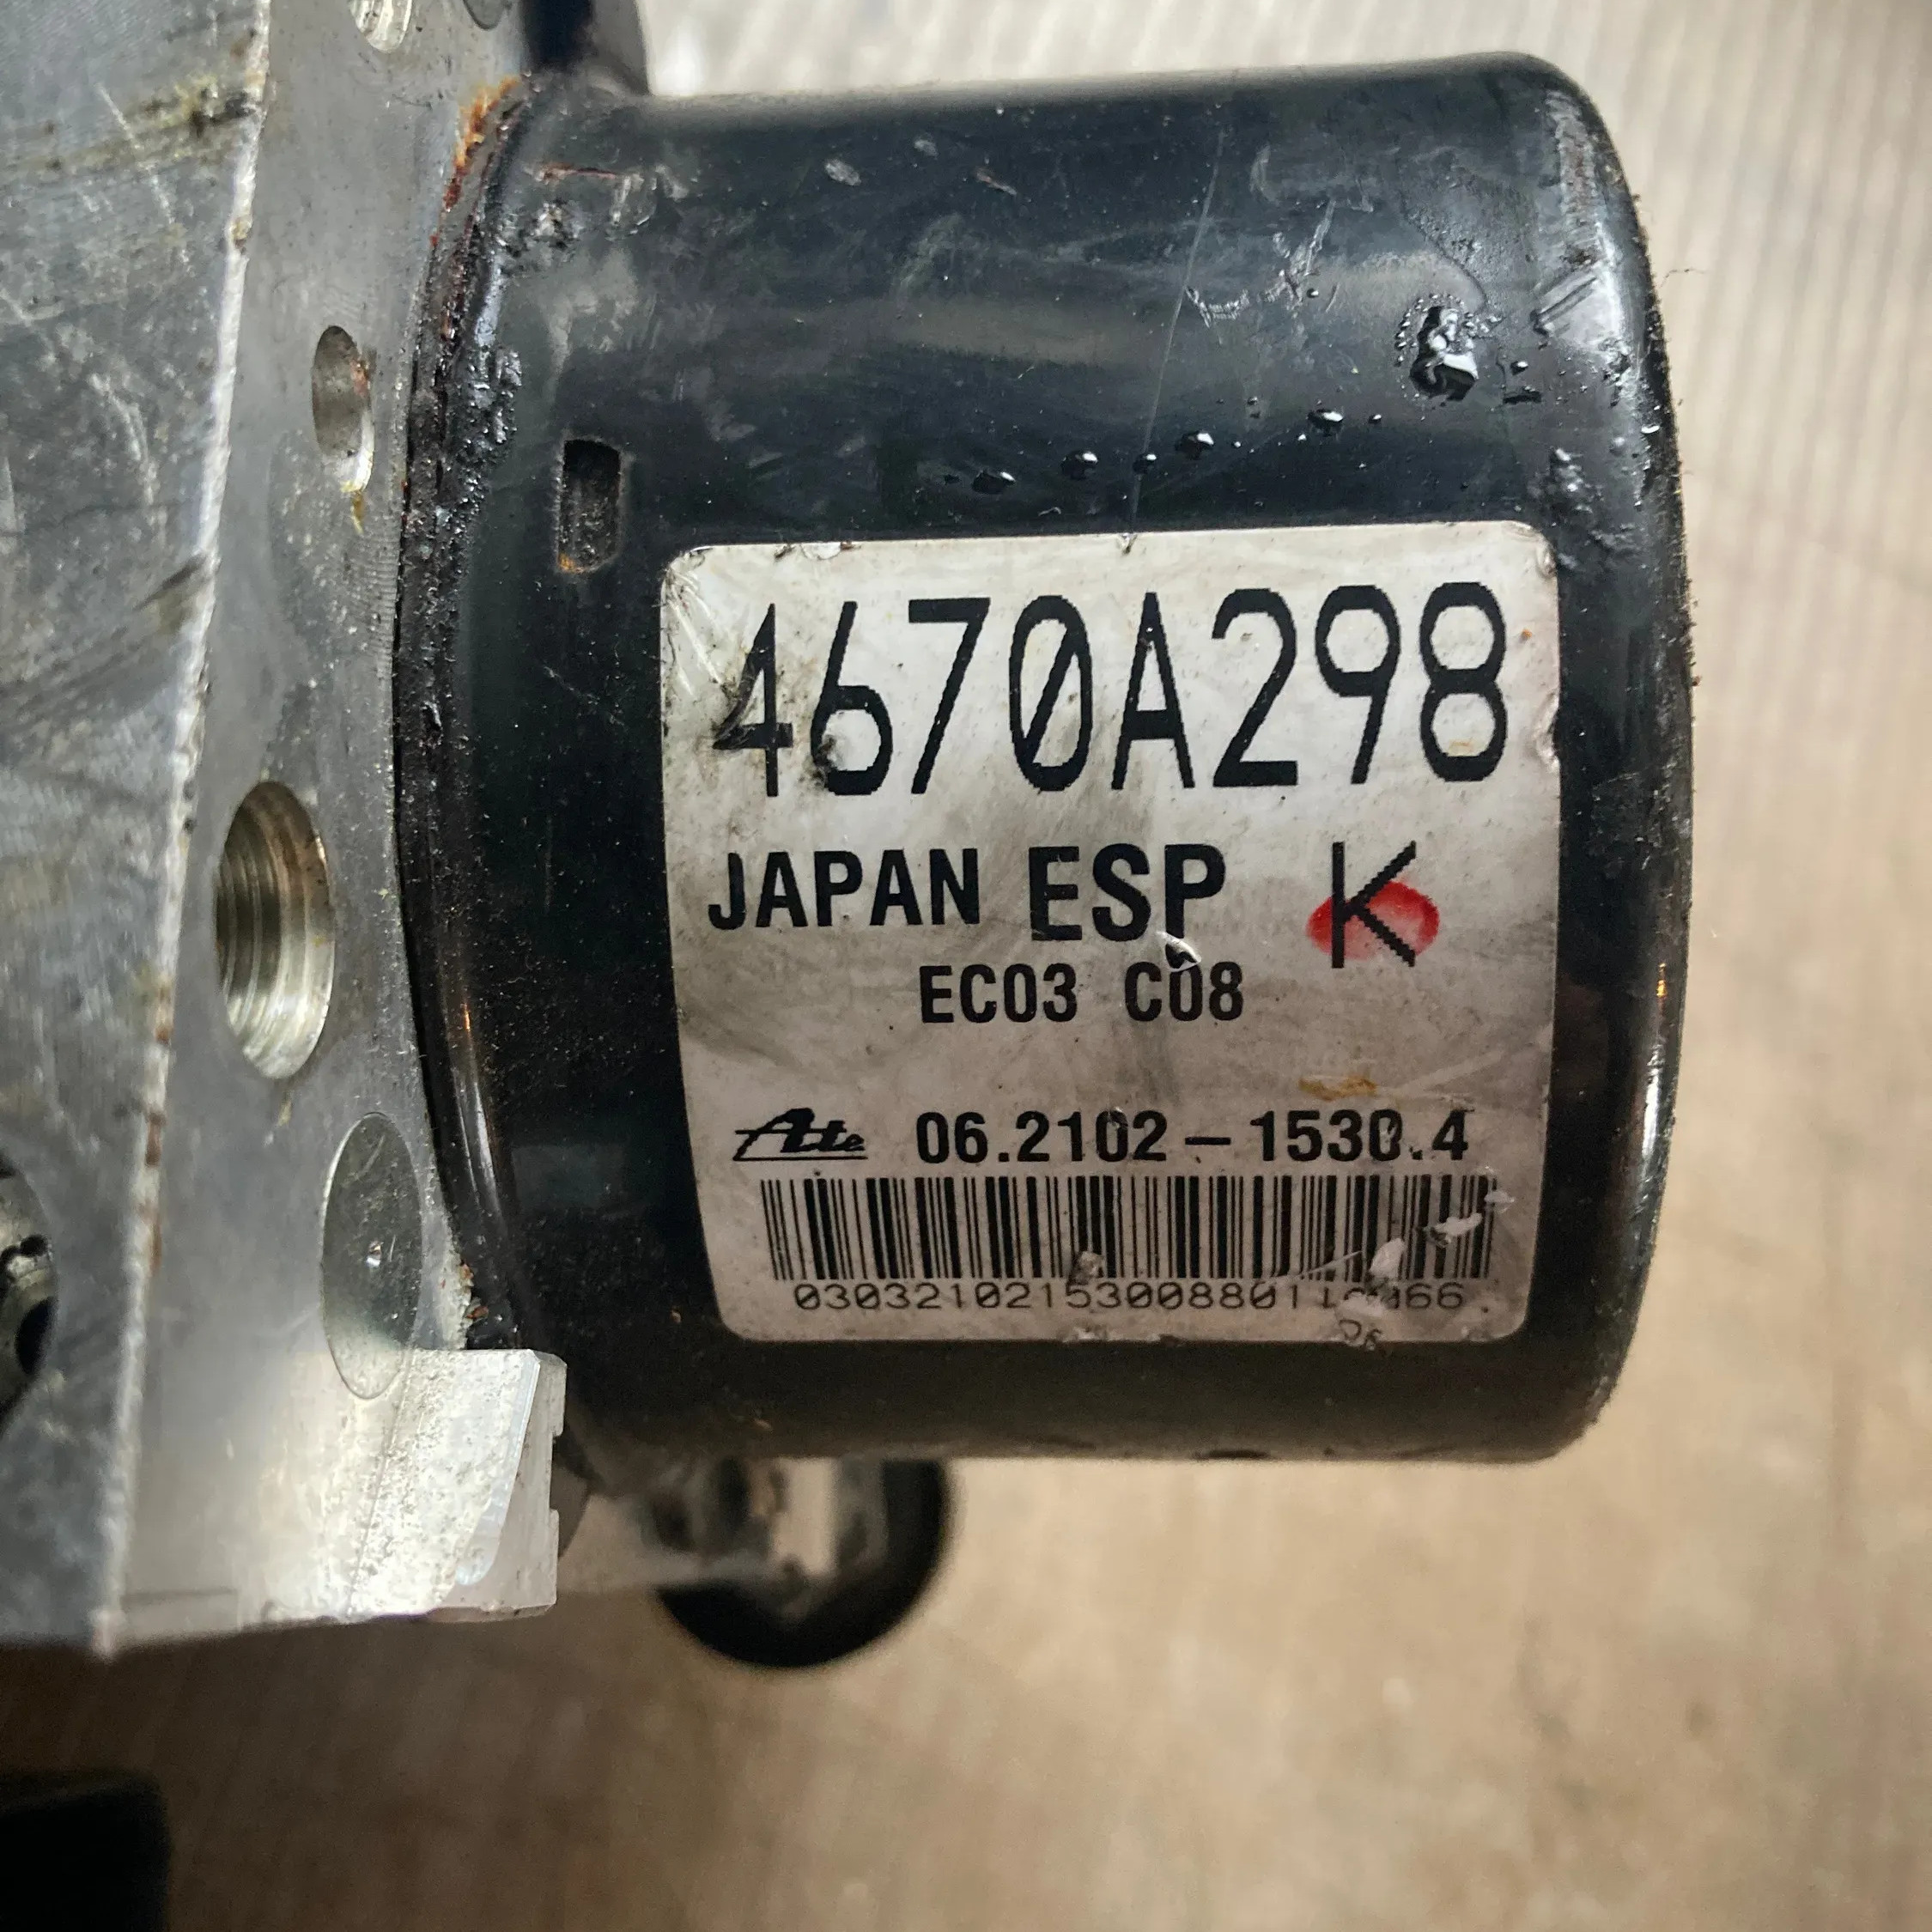 4670A298
JAPAN ESP K
EC03 C08
Ate 06.2102-1530.4